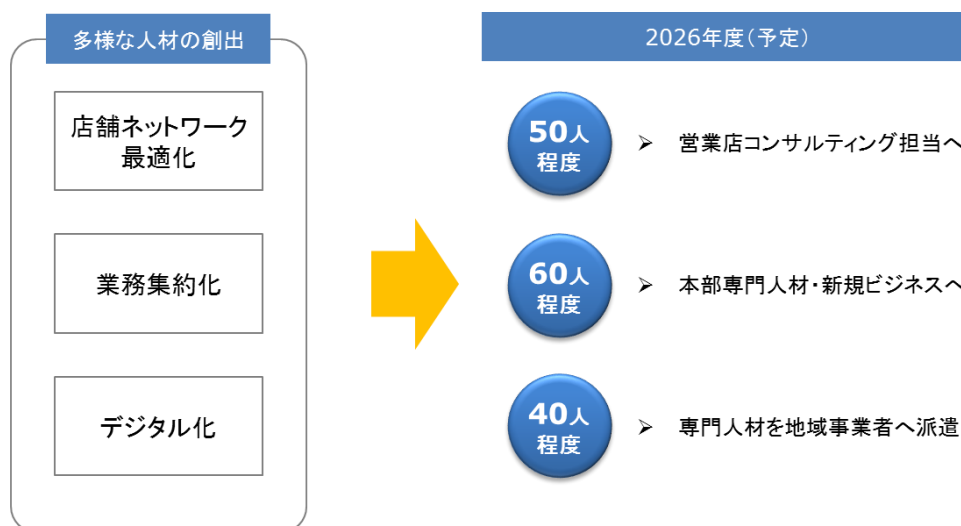 多様な人材の創出
店舗ネットワーク
最適化
業務集約化
デジタル化
2026年度(予定)
50人
程度
➢ 営業店コンサルティング担当へ
60人
程度
➢ 本部専門人材・新規ビジネスへ
40人
程度
➢ 専門人材を地域事業者へ派遣